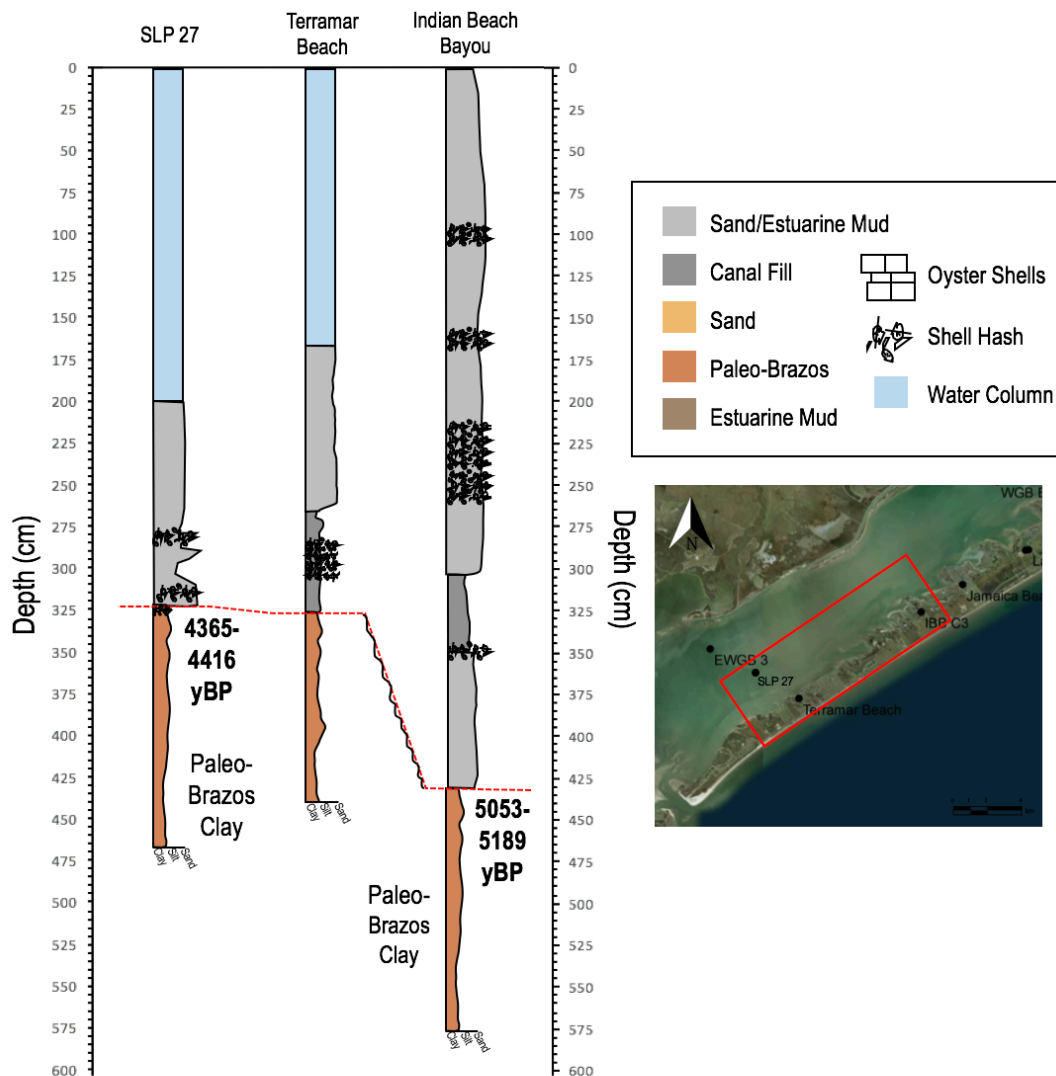 SLP 27
Terramar
Beach
Indian Beach
Bayou
0
25
50
75
100
125
150
175
200
225
250
275
300
325
350
375
400
425
450
475
500
525
550
575
600
Depth (cm)
4365-
4416
yBP
Paleo-
Brazos
Clay
Clay
Silt
Sand
Clay
Silt
Sand
5053-
5189
yBP
Paleo-
Brazos
Clay
Clay
Silt
Sand
0
25
50
75
100
125
150
175
200
225
250
275
300
325
350
375
400
425
450
475
500
525
550
575
600
Depth (cm)
Sand/Estuarine Mud
Canal Fill
Sand
Paleo-Brazos
Estuarine Mud
Oyster Shells
Shell Hash
Water Column
N
WGB
La
Jamaica Bea
IBB C3
EWGB 3
SLP 27
Terramar Beach